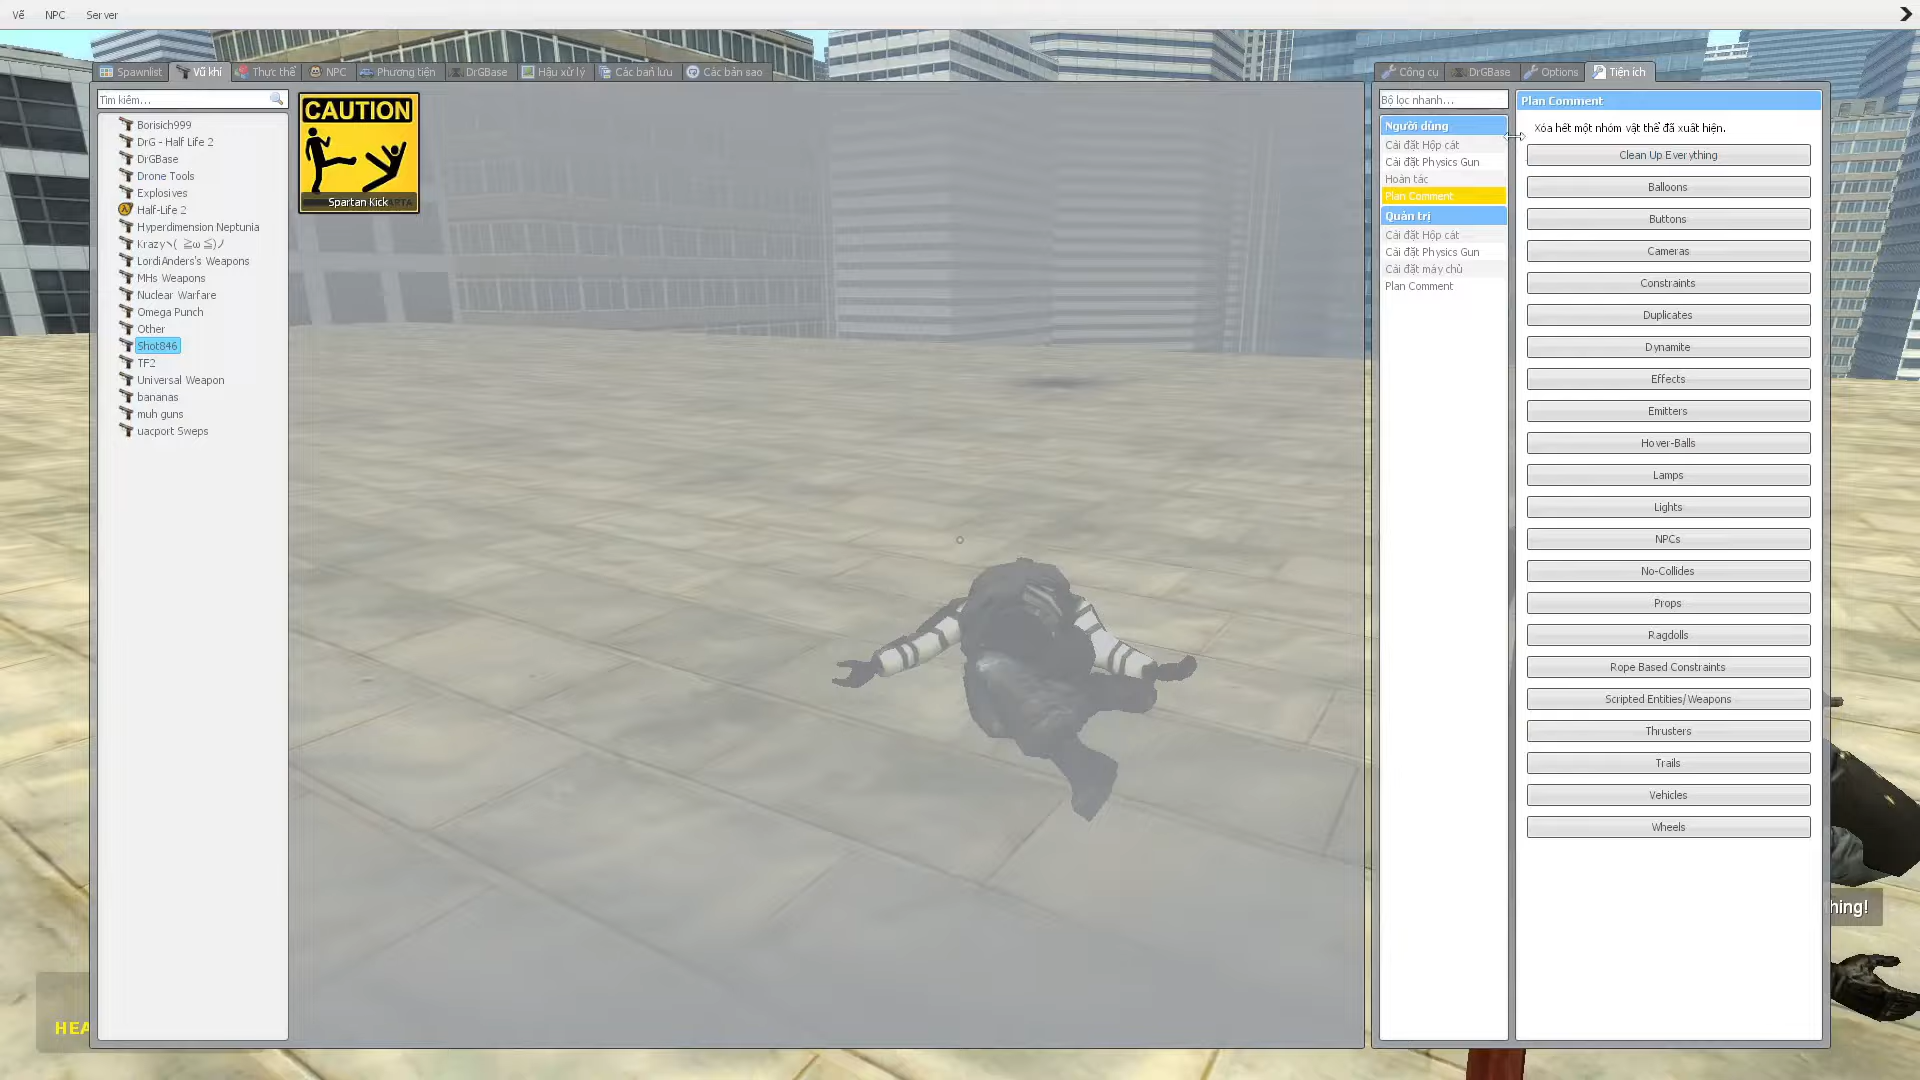 Vẽ NPC Server
Spawnlist Vũ khí Thực thể NPC Phương tiện DrGBase Hậu xử lý Các bản lưu Các bản sao
Công cụ DrGBase Options Tiện ích
Tìm kiếm...
Borisich999
DrG - Half Life 2
DrGBase
Drone Tools
Explosives
Half-Life 2
Hyperdimension Neptunia
Krazyヽ( ≧ω≦)ノ
LordiAnders's Weapons
MHs Weapons
Nuclear Warfare
Omega Punch
Other
Shot846
TF2
Universal Weapon
bananas
muh guns
uacport Sweps
CAUTION
Spartan Kick
Bộ lọc nhanh...
Người dùng
Cài đặt Hộp cát
Cài đặt Physics Gun
Hoàn tác
Plan Comment
Quản trị
Cài đặt Hộp cát
Cài đặt Physics Gun
Cài đặt máy chủ
Plan Comment
Plan Comment
Xóa hết một nhóm vật thể đã xuất hiện.
Clean Up Everything
Balloons
Buttons
Cameras
Constraints
Duplicates
Dynamite
Effects
Emitters
Hover-Balls
Lamps
Lights
NPCs
No-Collides
Props
Ragdolls
Rope Based Constraints
Scripted Entities/Weapons
Thrusters
Trails
Vehicles
Wheels
hing!
HEA